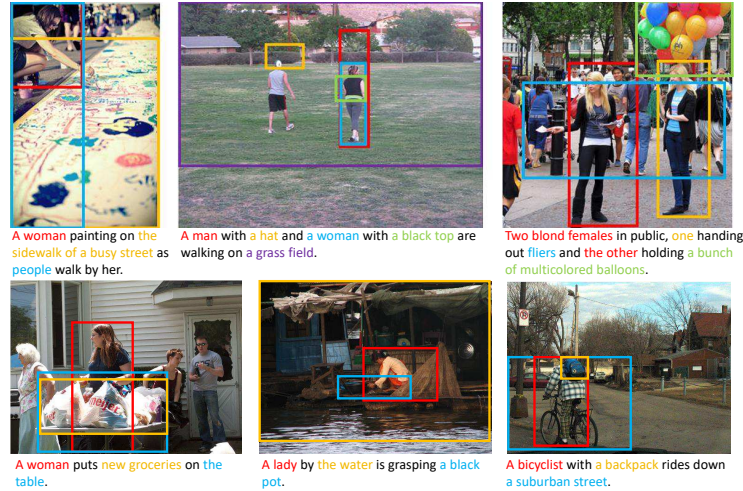 A woman painting on the
sidewalk of a busy street as
people walk by her.
A man with a hat and a woman with a black top are
walking on a grass field.
Two blond females in public, one handing
out fliers and the other holding a bunch
of multicolored balloons.
meijer
A woman puts new groceries on the
table.
A lady by the water is grasping a black
pot.
A bicyclist with a backpack rides down
a suburban street.